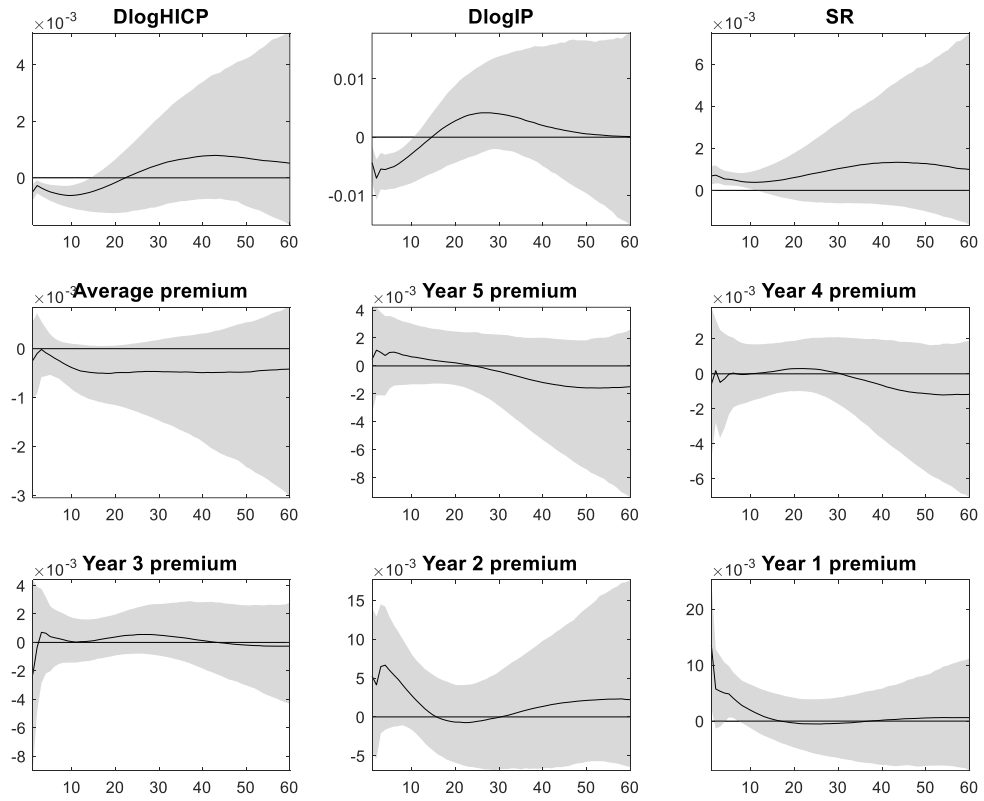 DlogHICP DlogIP SR
×10⁻³ ×10⁻³
4 0.01 6
2 4
0 0 2
-0.01 0
10 20 30 40 50 60 10 20 30 40 50 60 10 20 30 40 50 60
×10⁻³ Average premium ×10⁻³ Year 5 premium ×10⁻³ Year 4 premium
0 4 2
-1 2 0
-2 0 -2
-3 -2 -4
-4 -6
-6
-8
10 20 30 40 50 60 10 20 30 40 50 60 10 20 30 40 50 60
×10⁻³ Year 3 premium ×10⁻³ Year 2 premium ×10⁻³ Year 1 premium
4 15 20
2 10 10
0 5 0
-2 0
-4 -5
-6
-8
10 20 30 40 50 60 10 20 30 40 50 60 10 20 30 40 50 60